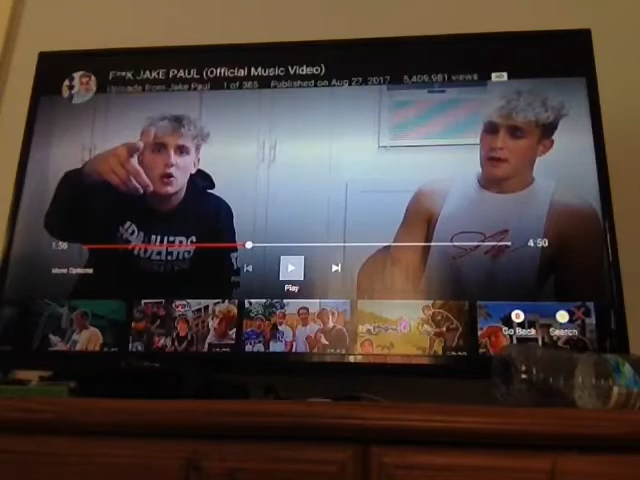 F**K JAKE PAUL (Official Music Video)
Uploads from Jake Paul 1 of 365 Published on Aug 27, 2017 5,409,981 views HD
1:56 4:50
More Options
Play
Go Back Search